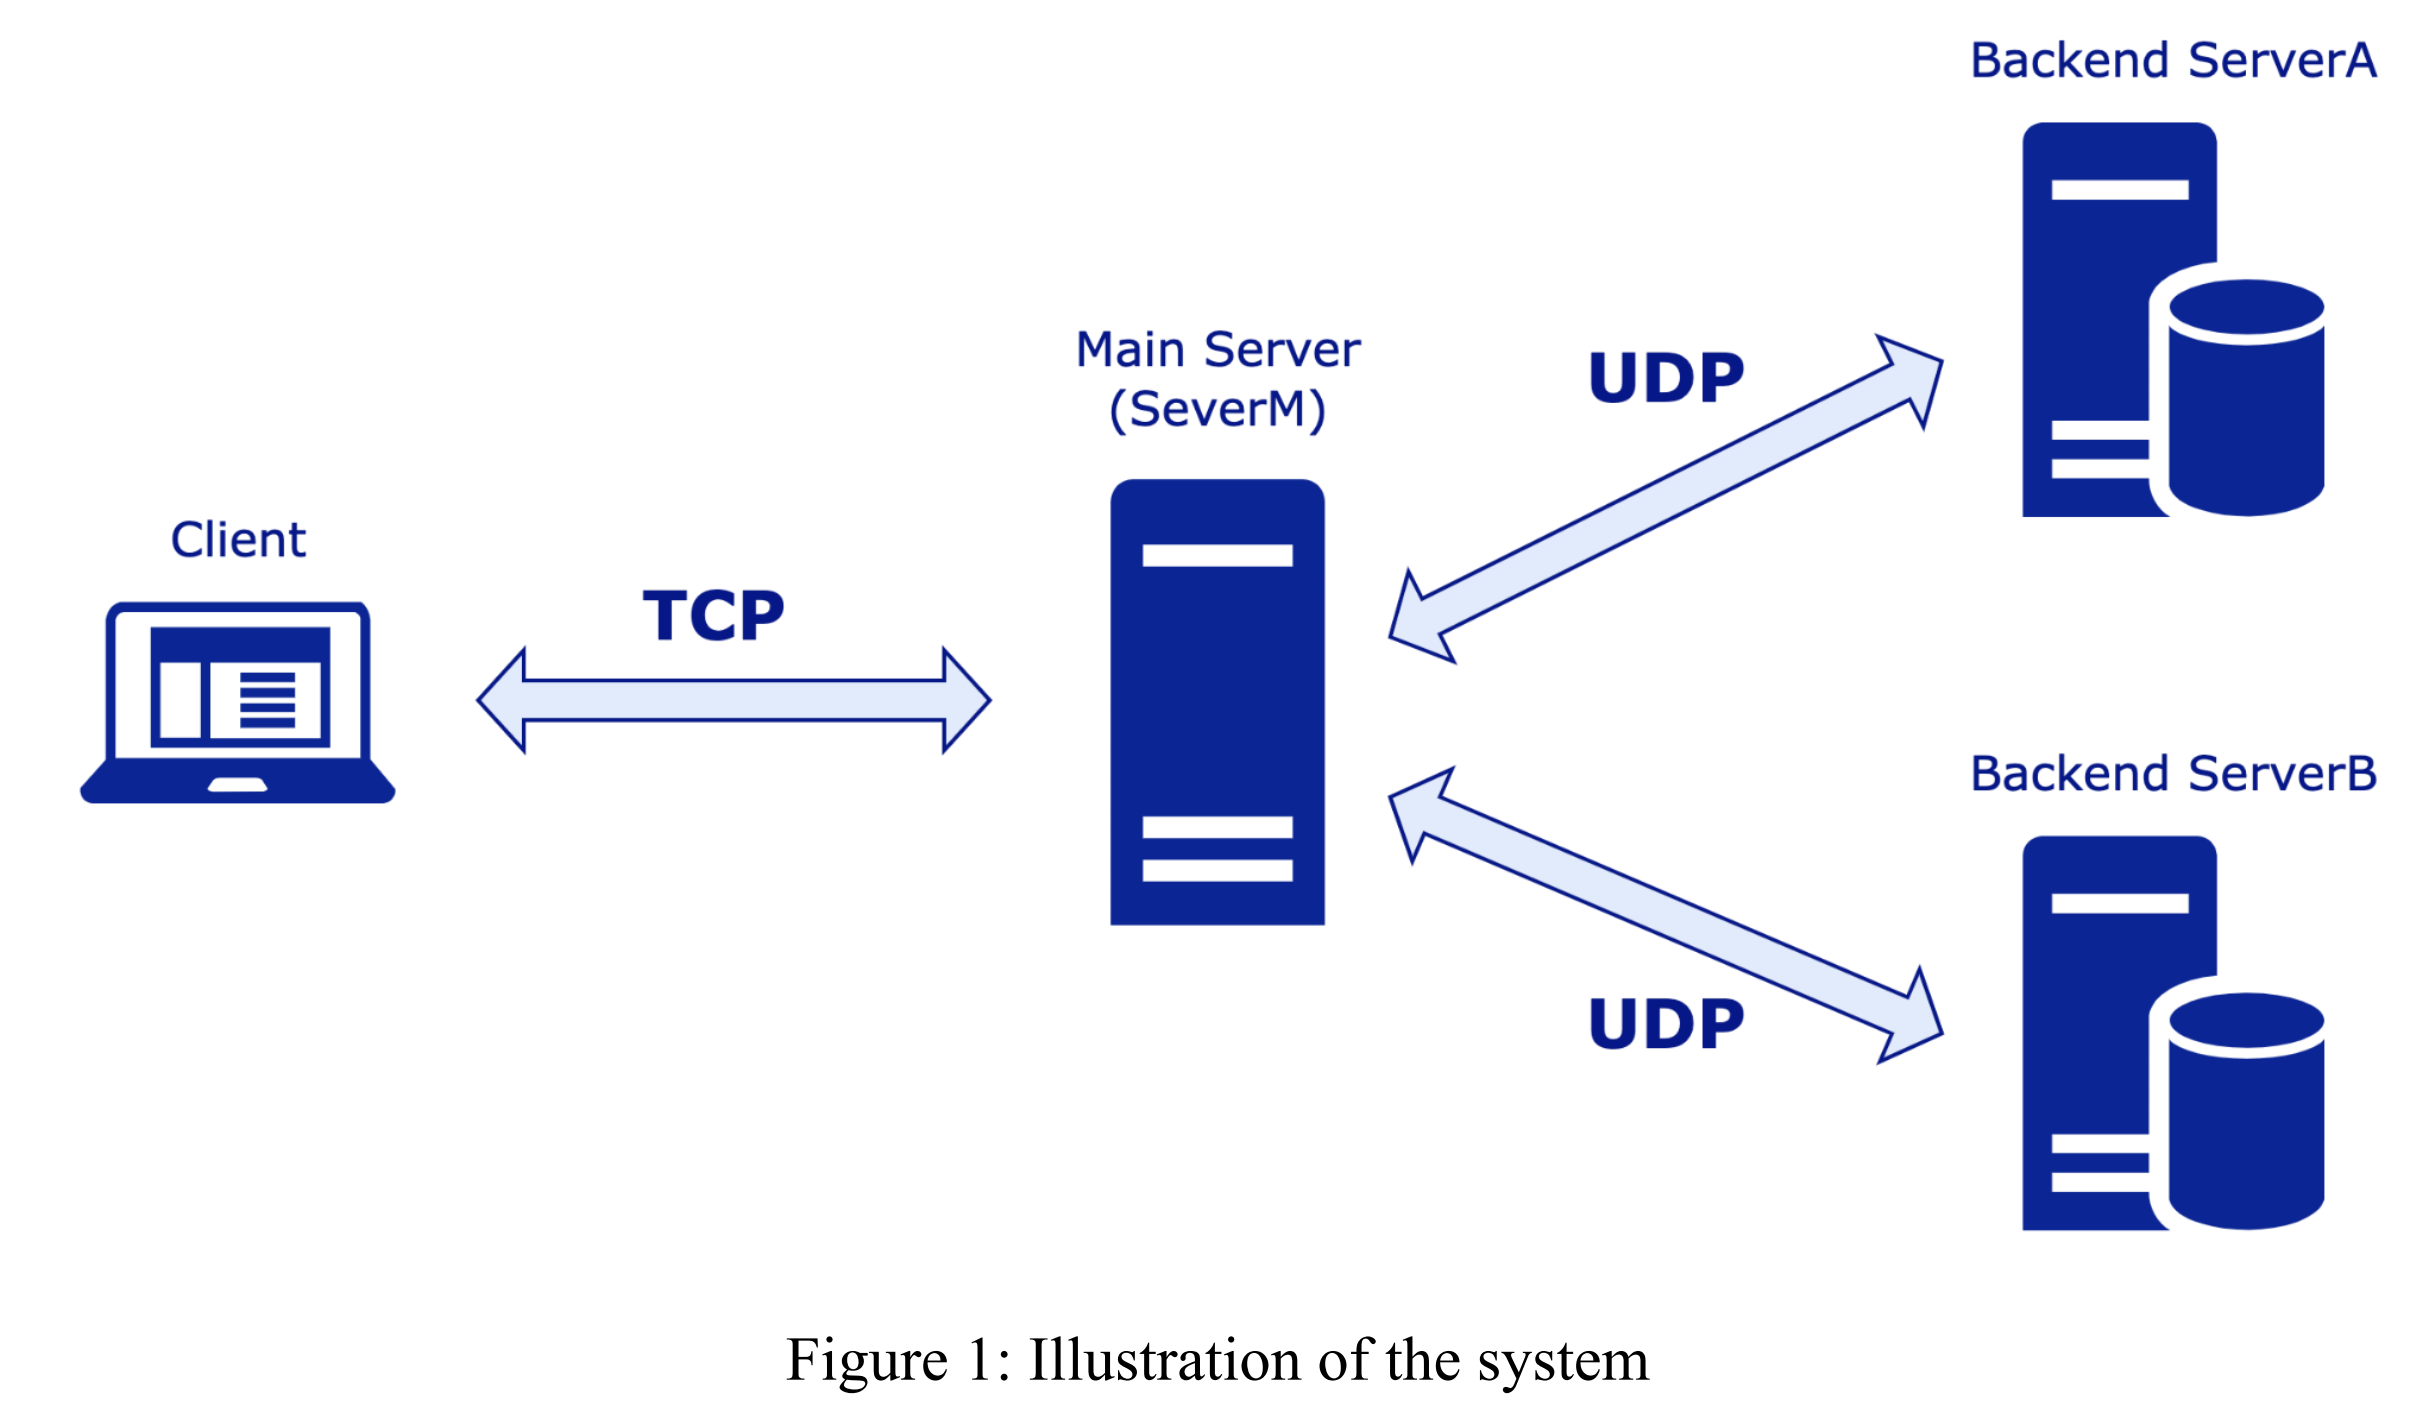 Backend ServerA
Main Server
(SeverM)
UDP
Client
TCP
Backend ServerB
UDP
Figure 1: Illustration of the system